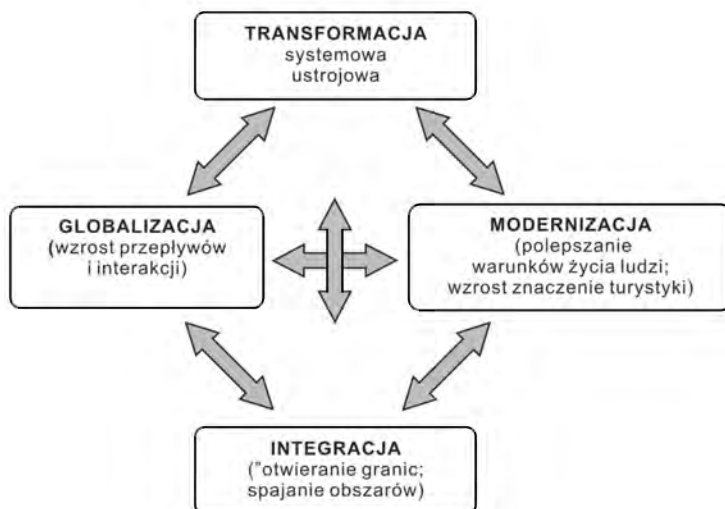 TRANSFORMACJA
systemowa
ustrojowa
GLOBALIZACJA
(wzrost przepływów
i interakcji)
MODERNIZACJA
(polepszanie
warunków życia ludzi;
wzrost znaczenie turystyki)
INTEGRACJA
("otwieranie granic;
spajanie obszarów)